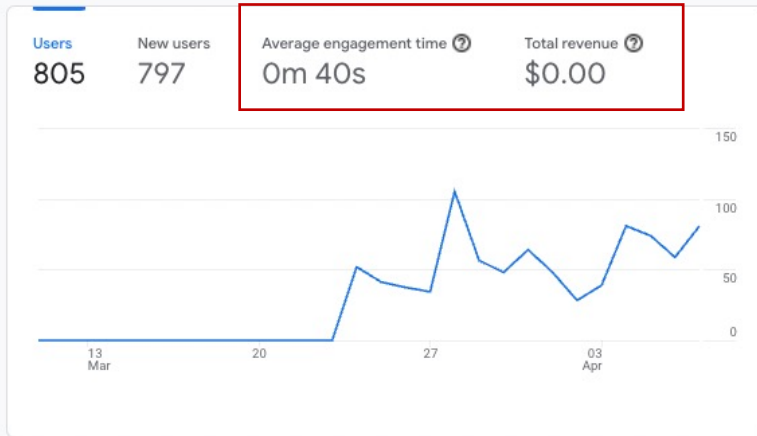 Users New users Average engagement time ? Total revenue ?
805 797 0m 40s $0.00
150
100
50
0
13 20 27 03
Mar Apr